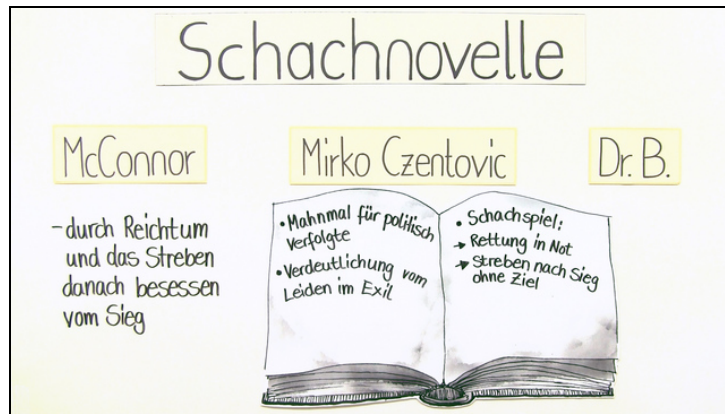 Schachnovelle
McConnor
Mirko Czentovic
Dr. B.
- durch Reichtum
und das Streben
danach besessen
vom Sieg
• Mahnmal für politisch
verfolgte
• Verdeutlichung vom
Leiden im Exil
• Schachspiel:
→ Rettung in Not
→ Streben nach Sieg
ohne Ziel